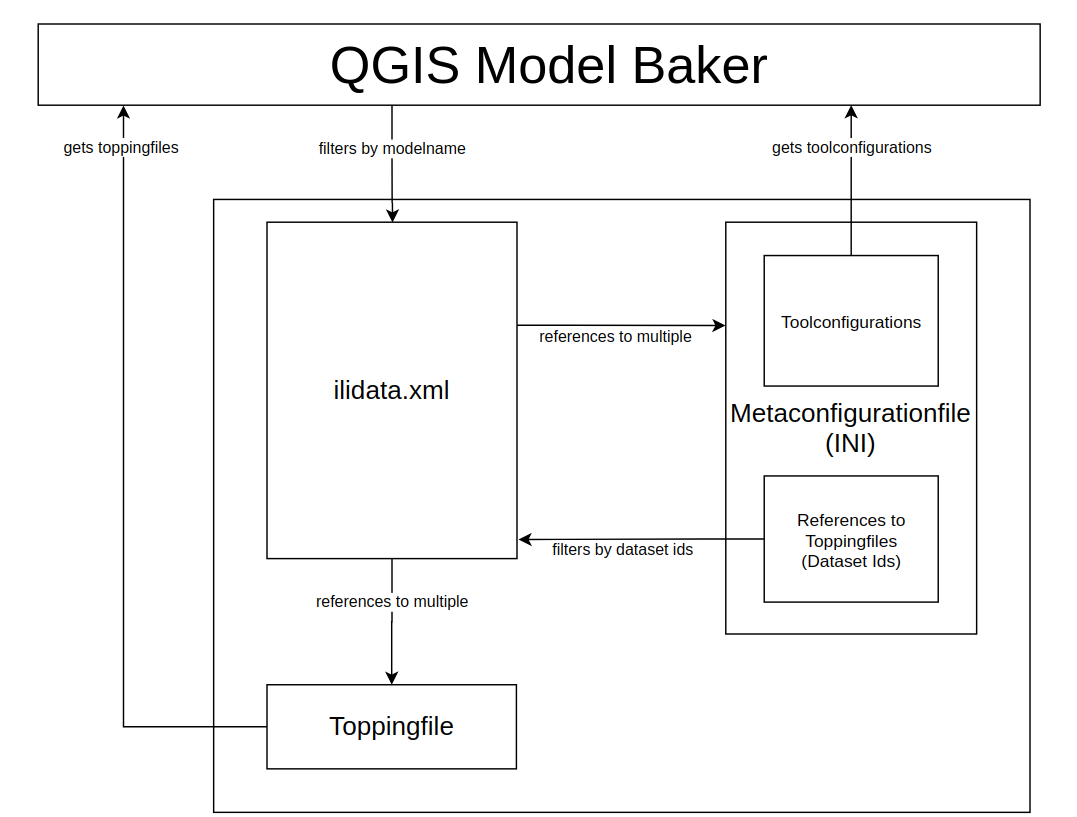 QGIS Model Baker
gets toppingfiles
filters by modelname
gets toolconfigurations
ilidata.xml
references to multiple
Toolconfigurations
Metaconfigurationfile
(INI)
References to
Toppingfiles
(Dataset Ids)
filters by dataset ids
references to multiple
Toppingfile